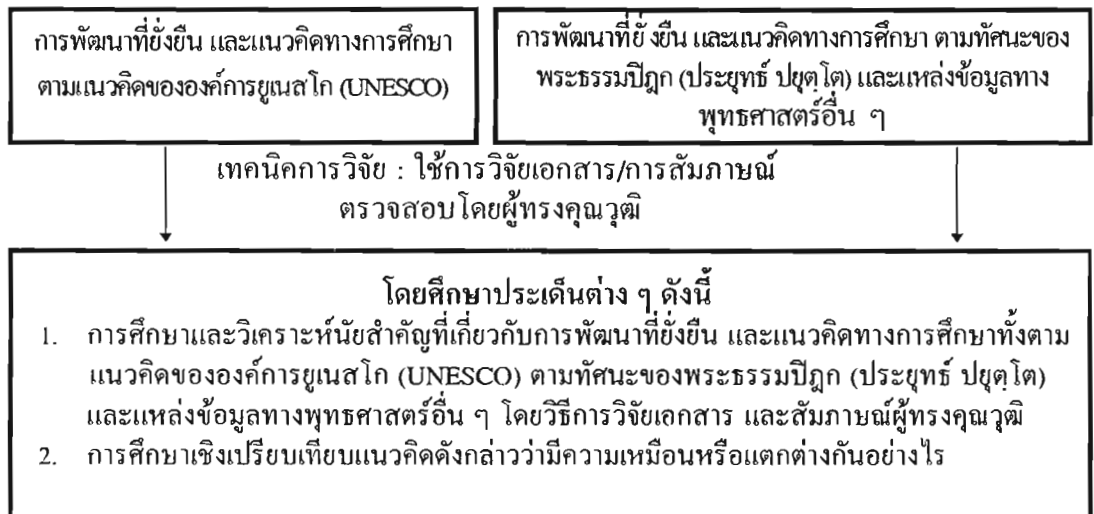 การพัฒนาที่ยั่งยืน และแนวคิดทางการศึกษา
ตามแนวคิดขององค์การยูเนสโก (UNESCO)
การพัฒนาที่ยั่งยืน และแนวคิดทางการศึกษา ตามทัศนะของ
พระธรรมปิฎก (ประยุทธ์ ปยุตฺโต) และแหล่งข้อมูลทาง
พุทธศาสตร์อื่น ๆ
เทคนิคการวิจัย : ใช้การวิจัยเอกสาร/การสัมภาษณ์
ตรวจสอบโดยผู้ทรงคุณวุฒิ
โดยศึกษาประเด็นต่าง ๆ ดังนี้
1. การศึกษาและวิเคราะห์นัยสำคัญที่เกี่ยวกับการพัฒนาที่ยั่งยืน และแนวคิดทางการศึกษาทั้งตาม
แนวคิดขององค์การยูเนสโก (UNESCO) ตามทัศนะของพระธรรมปิฎก (ประยุทธ์ ปยุตฺโต)
และแหล่งข้อมูลทางพุทธศาสตร์อื่น ๆ โดยวิธีการวิจัยเอกสาร และสัมภาษณ์ผู้ทรงคุณวุฒิ
2. การศึกษาเชิงเปรียบเทียบแนวคิดดังกล่าวว่ามีความเหมือนหรือแตกต่างกันอย่างไร